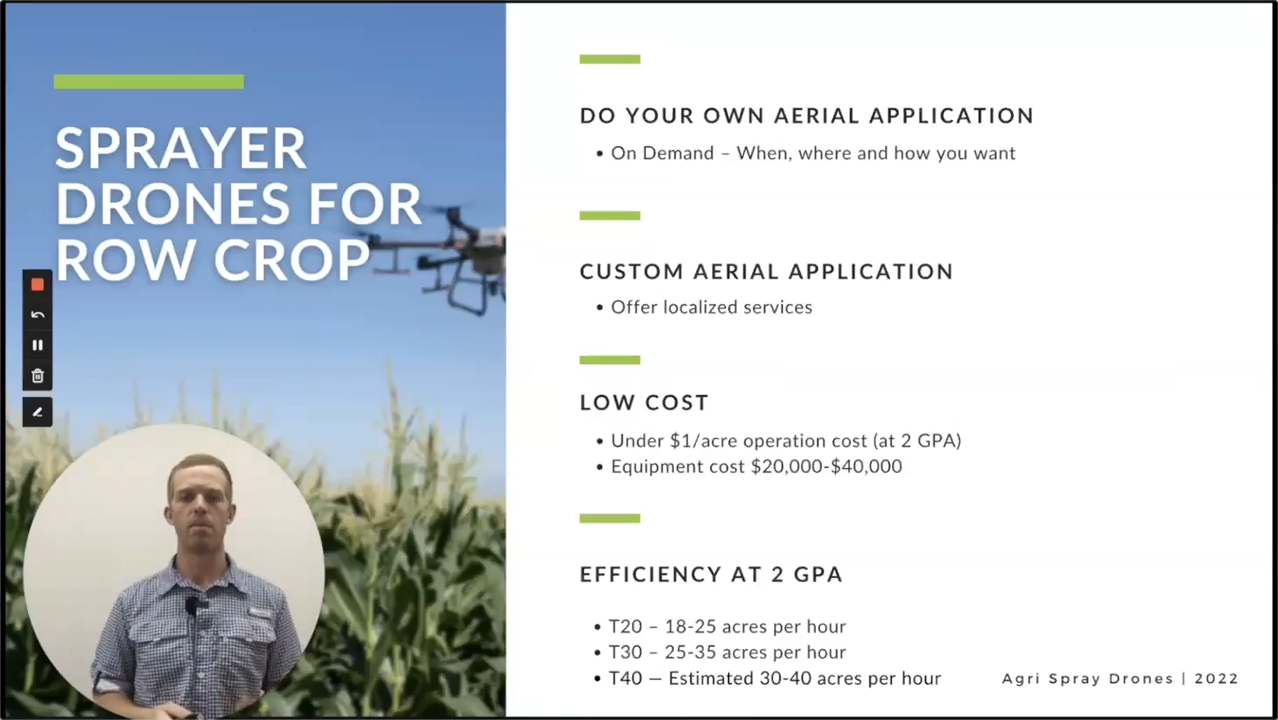 SPRAYER
DRONES FOR
ROW CROP
DO YOUR OWN AERIAL APPLICATION
• On Demand – When, where and how you want
CUSTOM AERIAL APPLICATION
• Offer localized services
LOW COST
• Under $1/acre operation cost (at 2 GPA)
• Equipment cost $20,000-$40,000
EFFICIENCY AT 2 GPA
• T20 – 18-25 acres per hour
• T30 – 25-35 acres per hour
• T40 — Estimated 30-40 acres per hour
Agri Spray Drones | 2022